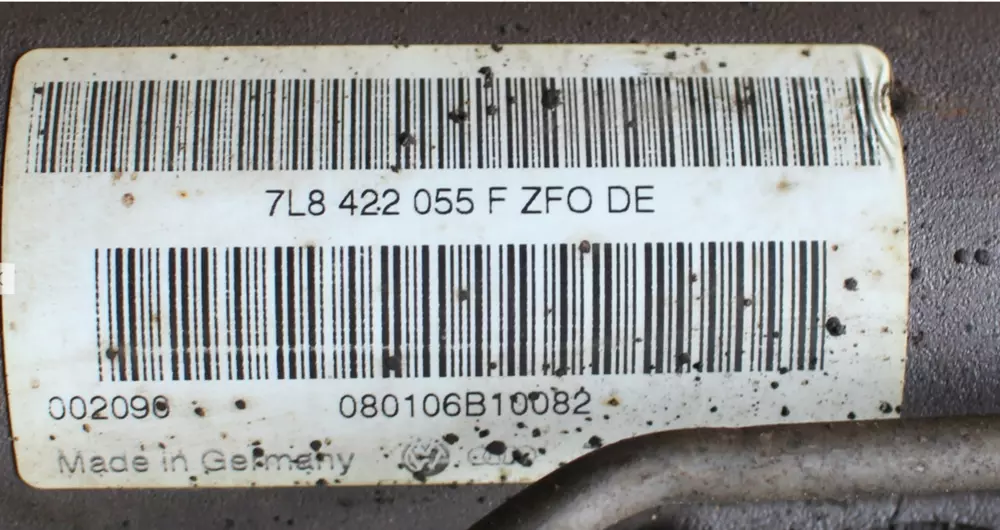 7L8 422 055 F ZFO DE
002090 080106B10082
Made in Germany